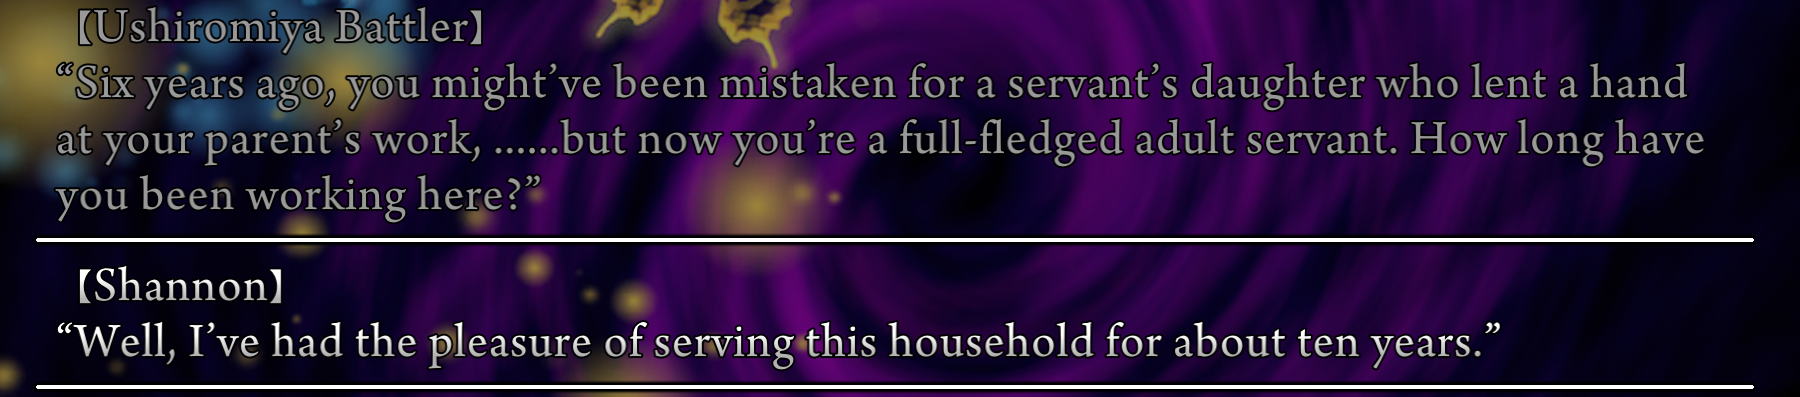 【Ushiromiya Battler】
“Six years ago, you might’ve been mistaken for a servant’s daughter who lent a hand
at your parent’s work, ......but now you’re a full-fledged adult servant. How long have
you been working here?”
【Shannon】
“Well, I’ve had the pleasure of serving this household for about ten years.”